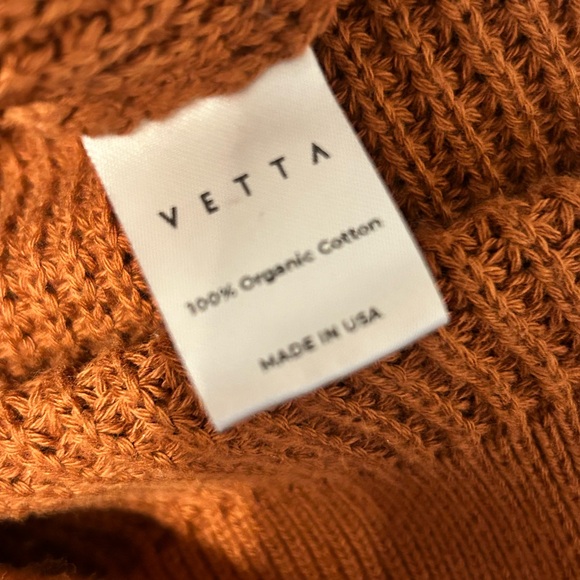 VETTA
100% Organic Cotton
MADE IN USA